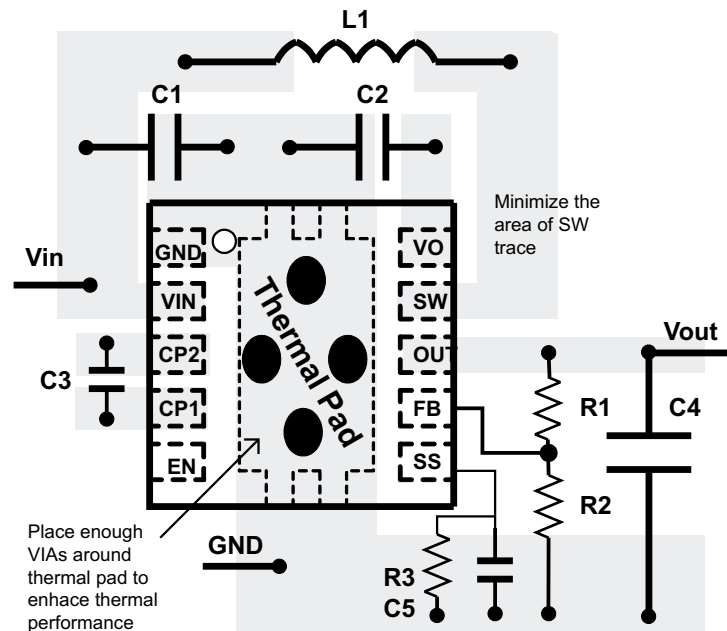 L1
C1
C2
Minimize the
area of SW
trace
Vin
GND
VO
VIN
SW
CP2
OUT
Vout
C3
CP1
FB
R1
C4
EN
SS
Thermal Pad
R2
Place enough
VIAs around
thermal pad to
enhace thermal
performance
GND
R3
C5